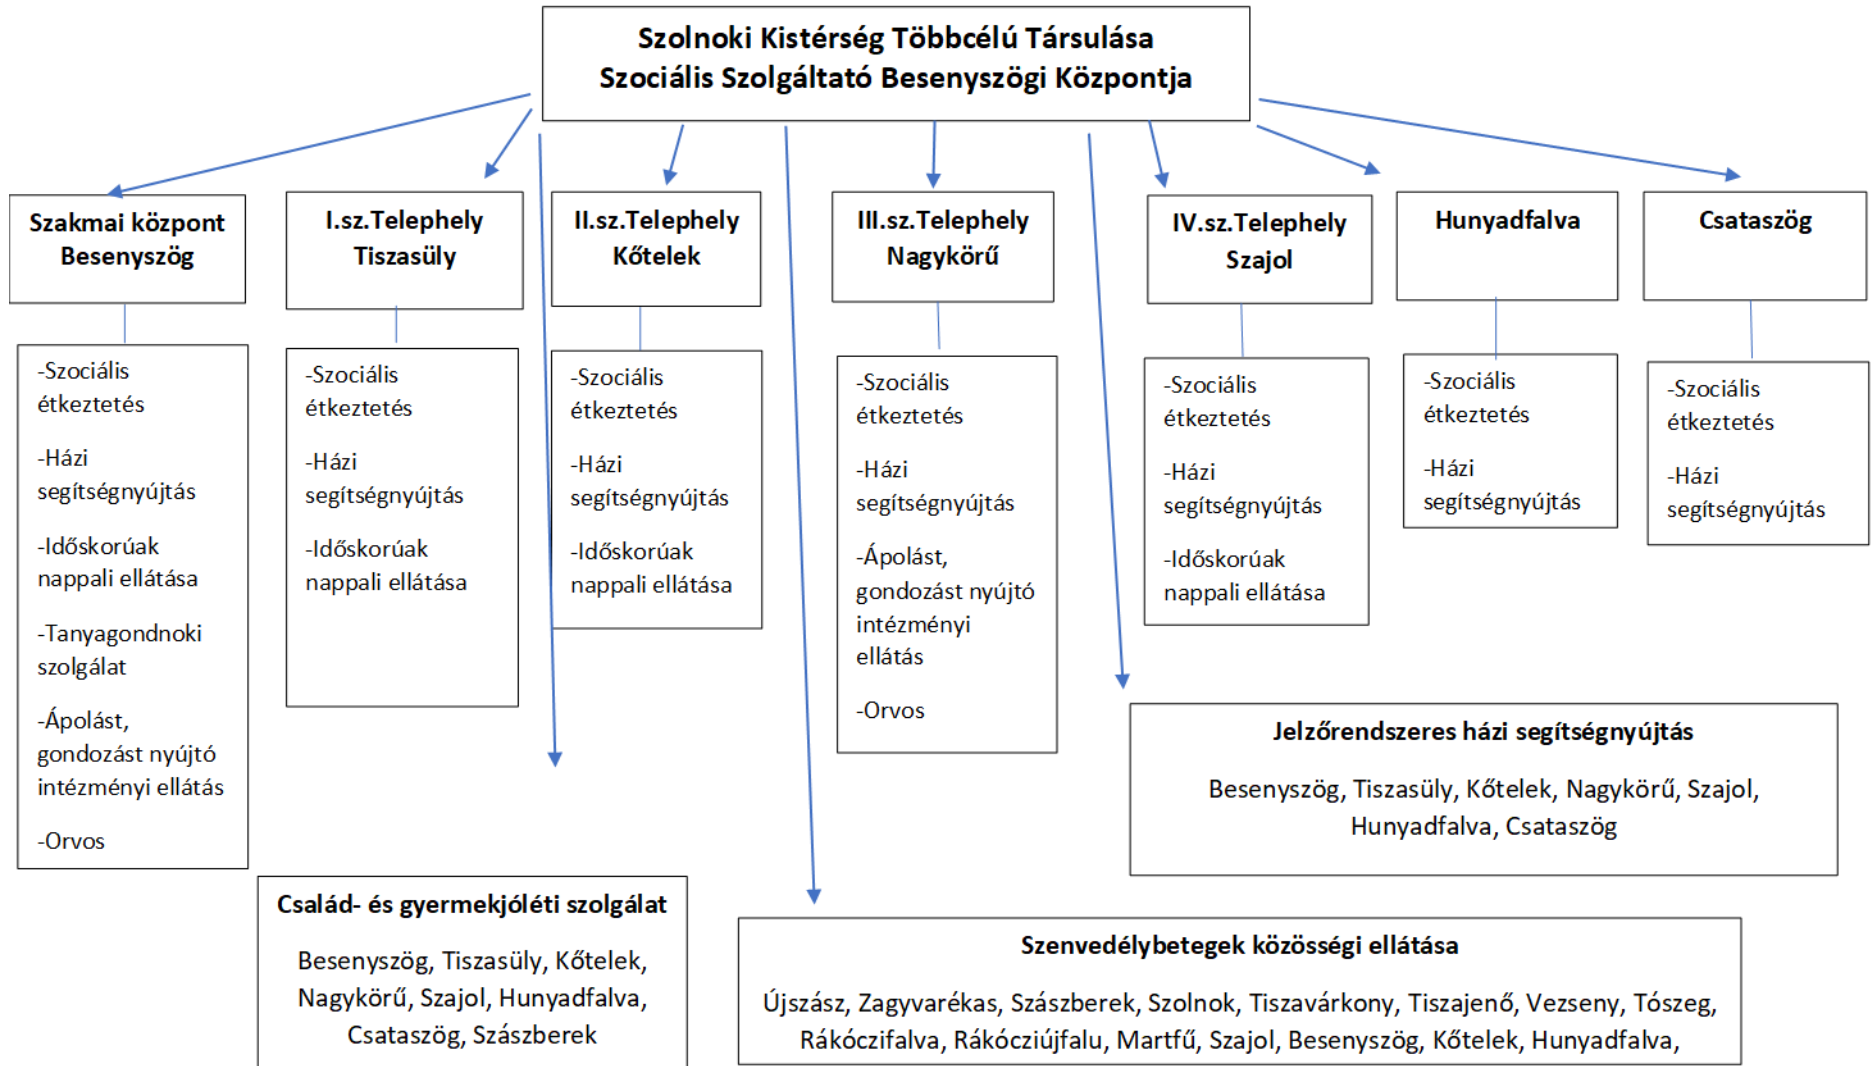 Szolnoki Kistérség Többcélú Társulása
Szociális Szolgáltató Besenyszögi Központja
Szakmai központ
Besenyszög
I.sz.Telephely
Tiszasüly
II.sz.Telephely
Kőtelek
III.sz.Telephely
Nagykörű
IV.sz.Telephely
Szajol
Hunyadfalva
Csataszög
-Szociális
étkeztetés
-Házi
segítségnyújtás
-Időskorúak
nappali ellátása
-Tanyagondnoki
szolgálat
-Ápolást,
gondozást nyújtó
intézményi ellátás
-Orvos
-Szociális
étkeztetés
-Házi
segítségnyújtás
-Időskorúak
nappali ellátása
-Szociális
étkeztetés
-Házi
segítségnyújtás
-Időskorúak
nappali ellátása
-Szociális
étkeztetés
-Házi
segítségnyújtás
-Ápolást,
gondozást nyújtó
intézményi
ellátás
-Orvos
-Szociális
étkeztetés
-Házi
segítségnyújtás
-Időskorúak
nappali ellátása
-Szociális
étkeztetés
-Házi
segítségnyújtás
-Szociális
étkeztetés
-Házi
segítségnyújtás
Jelzőrendszeres házi segítségnyújtás
Besenyszög, Tiszasüly, Kőtelek, Nagykörű, Szajol,
Hunyadfalva, Csataszög
Család- és gyermekjóléti szolgálat
Besenyszög, Tiszasüly, Kőtelek,
Nagykörű, Szajol, Hunyadfalva,
Csataszög, Szászberek
Szenvedélybetegek közösségi ellátása
Újszász, Zagyvarékas, Szászberek, Szolnok, Tiszavárkony, Tiszajenő, Vezseny, Tószeg,
Rákóczifalva, Rákócziújfalu, Martfű, Szajol, Besenyszög, Kőtelek, Hunyadfalva,